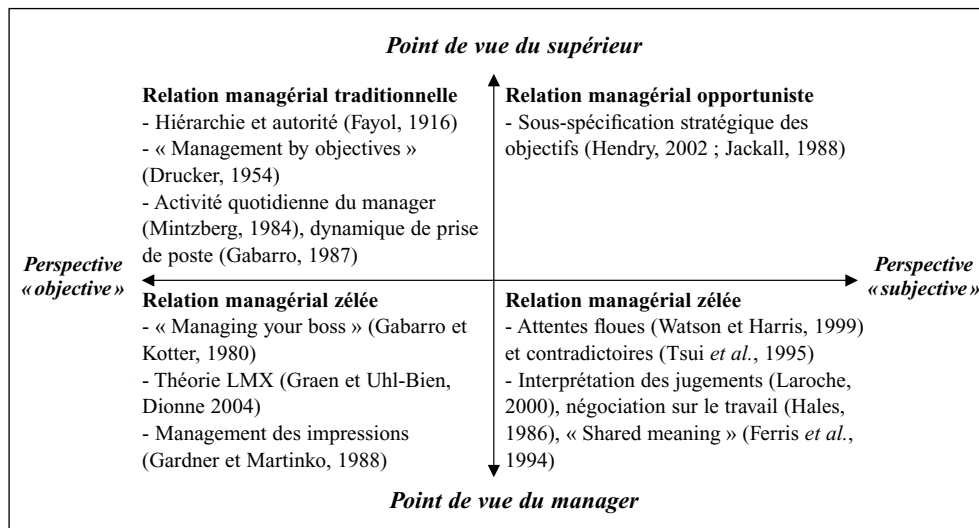 Point de vue du supérieur
Relation managérial traditionnelle
- Hiérarchie et autorité (Fayol, 1916)
- « Management by objectives »
(Drucker, 1954)
- Activité quotidienne du manager
(Mintzberg, 1984), dynamique de prise
de poste (Gabarro, 1987)
Relation managérial opportuniste
- Sous-spécification stratégique des
objectifs (Hendry, 2002 ; Jackall, 1988)
Perspective
« objective »
Perspective
« subjective »
Relation managérial zélée
- « Managing your boss » (Gabarro et
Kotter, 1980)
- Théorie LMX (Graen et Uhl-Bien,
Dionne 2004)
- Management des impressions
(Gardner et Martinko, 1988)
Relation managérial zélée
- Attentes floues (Watson et Harris, 1999)
et contradictoires (Tsui et al., 1995)
- Interprétation des jugements (Laroche,
2000), négociation sur le travail (Hales,
1986), « Shared meaning » (Ferris et al.,
1994)
Point de vue du manager